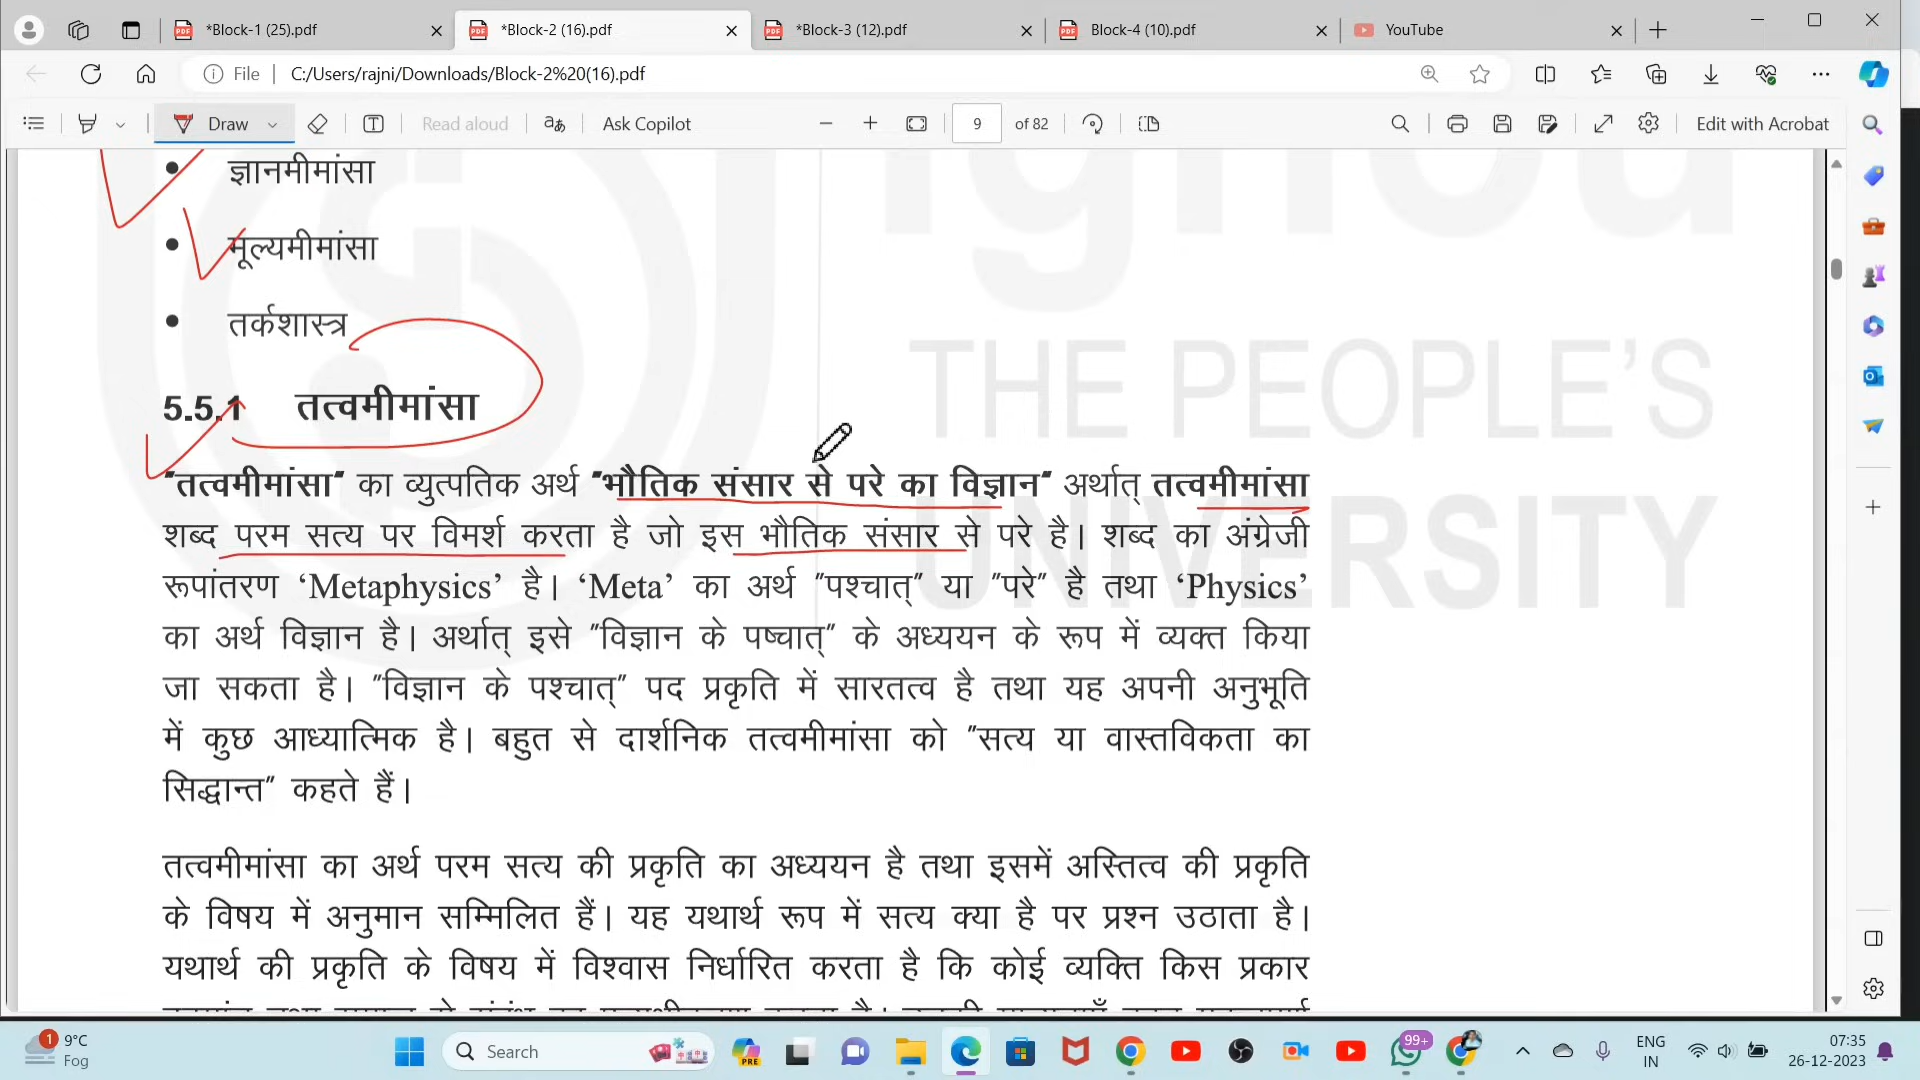 *Block-1 (25).pdf
*Block-2 (16).pdf
*Block-3 (12).pdf
Block-4 (10).pdf
YouTube
File
C:/Users/rajni/Downloads/Block-2%20(16).pdf
Draw
Read aloud
aあ
Ask Copilot
9
of 82
Edit with Acrobat
ignou
THE PEOPLE'S
UNIVERSITY
• ज्ञानमीमांसा
• मूल्यमीमांसा
• तर्कशास्त्र
5.5.1 तत्वमीमांसा
"तत्वमीमांसा" का व्युत्पतिक अर्थ "भौतिक संसार से परे का विज्ञान" अर्थात् तत्वमीमांसा
शब्द परम सत्य पर विमर्श करता है जो इस भौतिक संसार से परे है। शब्द का अंग्रेजी
रूपांतरण ‘Metaphysics’ है। ‘Meta’ का अर्थ "पश्चात्" या "परे" है तथा ‘Physics’
का अर्थ विज्ञान है। अर्थात् इसे "विज्ञान के पष्चात्" के अध्ययन के रूप में व्यक्त किया
जा सकता है। "विज्ञान के पश्चात्" पद प्रकृति में सारतत्व है तथा यह अपनी अनुभूति
में कुछ आध्यात्मिक है। बहुत से दार्शनिक तत्वमीमांसा को "सत्य या वास्तविकता का
सिद्धान्त" कहते हैं।
तत्वमीमांसा का अर्थ परम सत्य की प्रकृति का अध्ययन है तथा इसमें अस्तित्व की प्रकृति
के विषय में अनुमान सम्मिलित हैं। यह यथार्थ रूप में सत्य क्या है पर प्रश्न उठाता है।
यथार्थ की प्रकृति के विषय में विश्वास निर्धारित करता है कि कोई व्यक्ति किस प्रकार
1
9°C
Fog
Search
PRE
99+
ENG
IN
07:35
26-12-2023